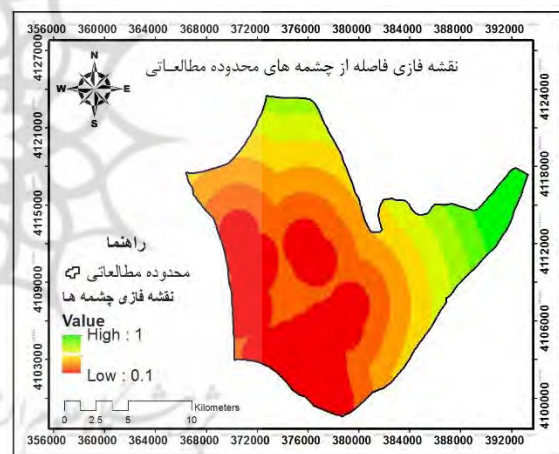 356000 360000 364000 368000 372000 376000 380000 384000 388000 392000
نقشه فازی فاصله از چشمه های محدوده مطالعـاتی
N
W E
S
4127000
4121000
4115000
4109000
4103000
4124000
4118000
4112000
4106000
4100000
راهنما
محدوده مطالعاتی
نقشه فازی چشمه ها
Value
High : 1
Low : 0.1
Kilometers
0 2.5 5 10
356000 360000 364000 368000 372000 376000 380000 384000 388000 392000